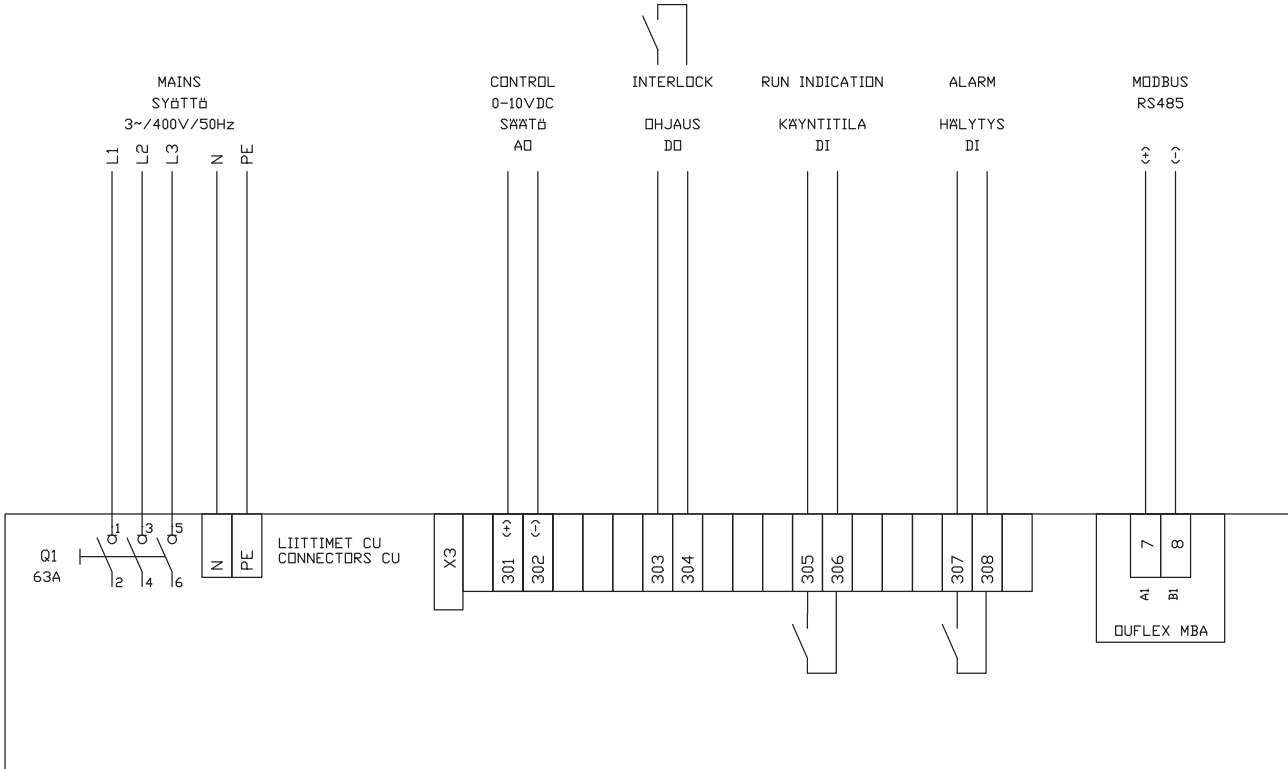 MAINS
SYÖTTÖ
3~/400V/50Hz
L1
L2
L3
N
PE
CONTROL
0-10VDC
SÄÄTÖ
AO
INTERLOCK
OHJAUS
DO
RUN INDICATION
KÄYNTITILA
DI
ALARM
HÄLYTYS
DI
MODBUS
RS485
(+)
(-)
Q1
63A
1
3
5
2
4
6
N
PE
LIITTIMET CU
CONNECTORS CU
X3
301 (+)
302 (-)
303
304
305
306
307
308
7
8
A1
B1
OUFLEX MBA